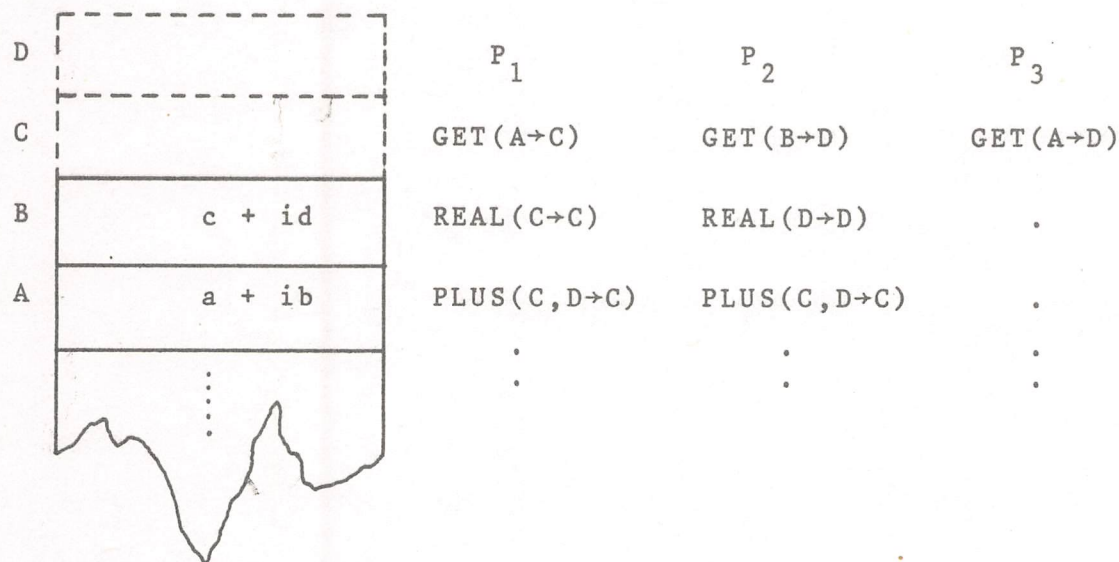 D P₁ P₂ P₃
C GET(A→C) GET(B→D) GET(A→D)
B c + id REAL(C→C) REAL(D→D) .
A a + ib PLUS(C,D→C) PLUS(C,D→C) .